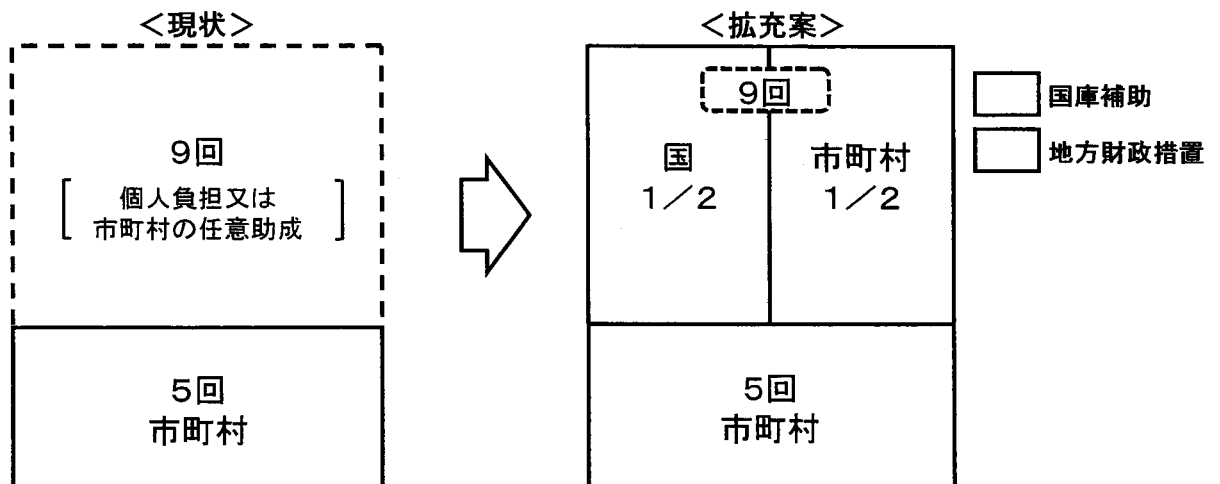 ＜現状＞
9回
個人負担又は
市町村の任意助成
5回
市町村
＜拡充案＞
9回
国
1／2
市町村
1／2
5回
市町村
国庫補助
地方財政措置